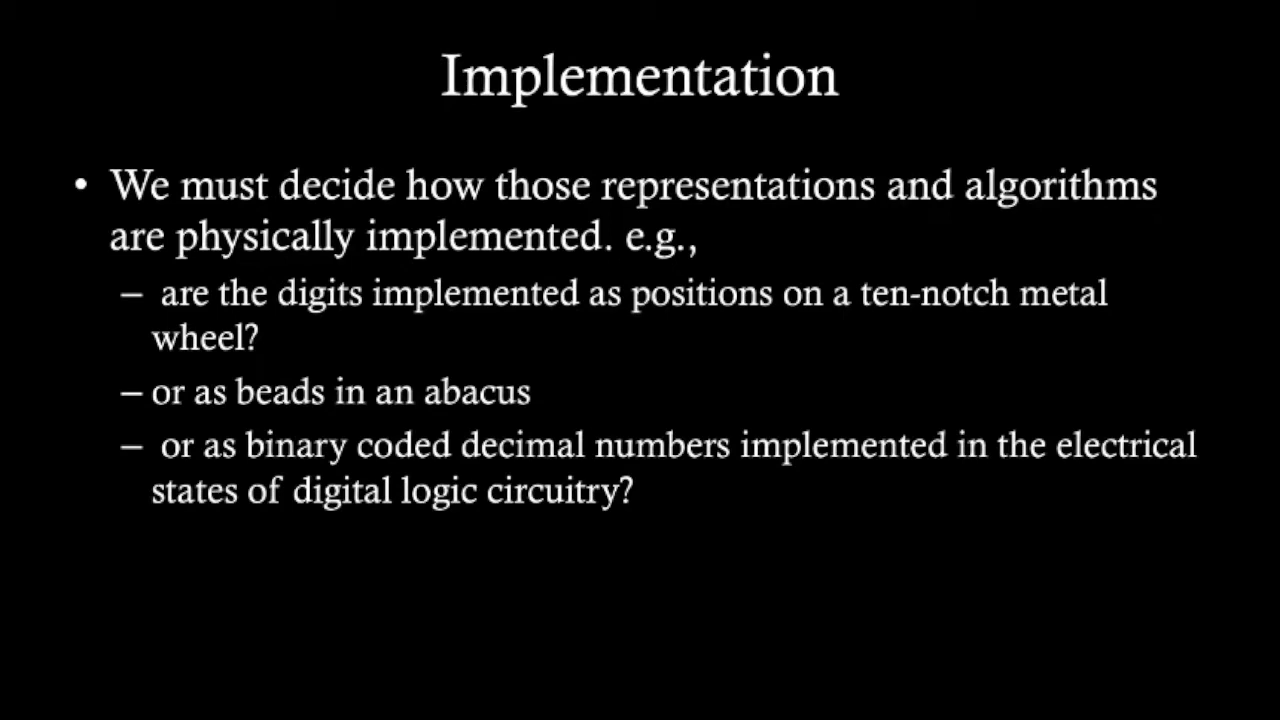 Implementation
• We must decide how those representations and algorithms
are physically implemented. e.g.,
– are the digits implemented as positions on a ten-notch metal
wheel?
– or as beads in an abacus
– or as binary coded decimal numbers implemented in the electrical
states of digital logic circuitry?